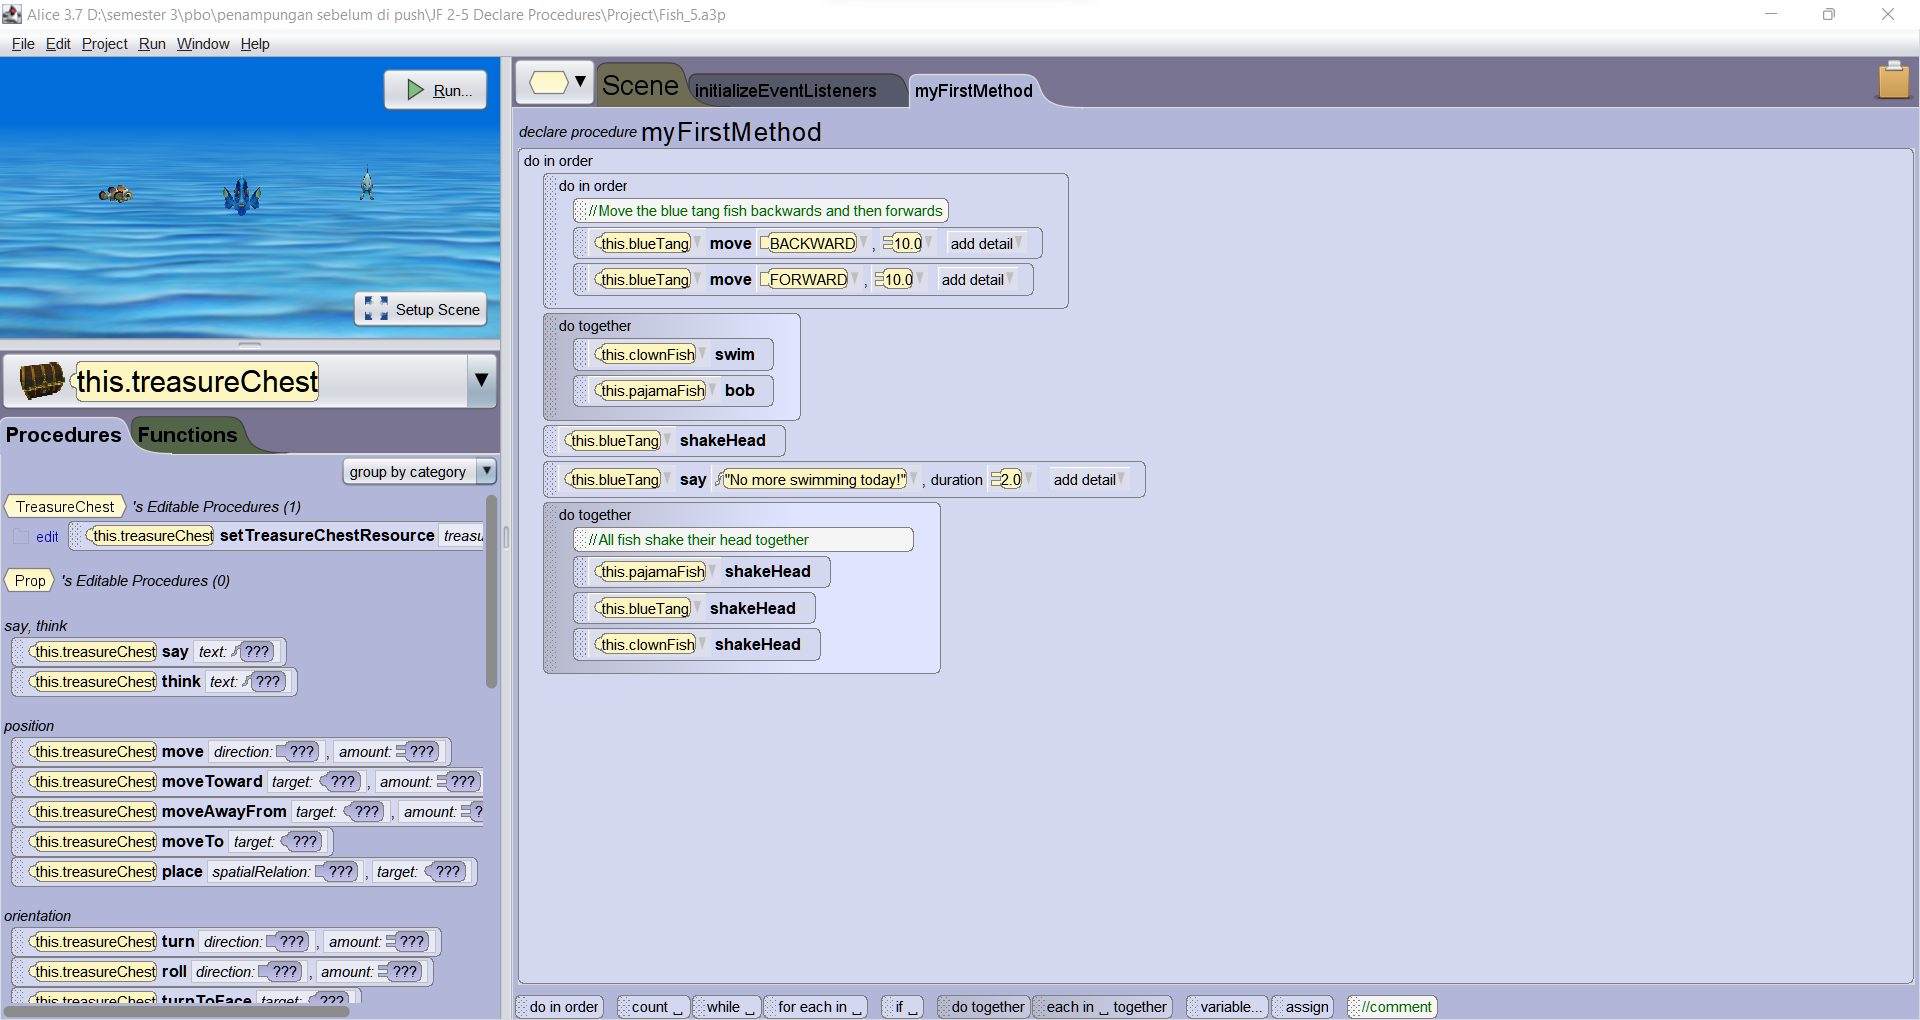 Alice 3.7 D:\semester 3\pbo\penampungan sebelum di push\JF 2-5 Declare Procedures\Project\Fish_5.a3p
File Edit Project Run Window Help
Run...
Setup Scene
this.treasureChest
Procedures Functions
group by category
TreasureChest 's Editable Procedures (1)
edit this.treasureChest setTreasureChestResource
Prop 's Editable Procedures (0)
say, think
this.treasureChest say text: ???
this.treasureChest think text: ???
position
this.treasureChest move direction: ??? , amount: ???
this.treasureChest moveToward target: ??? , amount: ???
this.treasureChest moveAwayFrom target: ??? , amount: ?
this.treasureChest moveTo target: ???
this.treasureChest place spatialRelation: ??? , target: ???
orientation
this.treasureChest turn direction: ??? , amount: ???
this.treasureChest roll direction: ??? , amount: ???
this.treasureChest turnToFace target: ???
Scene initializeEventListeners myFirstMethod
declare procedure myFirstMethod
do in order
do in order
//Move the blue tang fish backwards and then forwards
this.blueTang move BACKWARD , 10.0 add detail
this.blueTang move FORWARD , 10.0 add detail
do together
this.clownFish swim
this.pajamaFish bob
this.blueTang shakeHead
this.blueTang say "No more swimming today!" , duration 2.0 add detail
do together
//All fish shake their head together
this.pajamaFish shakeHead
this.blueTang shakeHead
this.clownFish shakeHead
do in order count _ while _ for each in _ if _ do together each in _ together variable... assign //comment